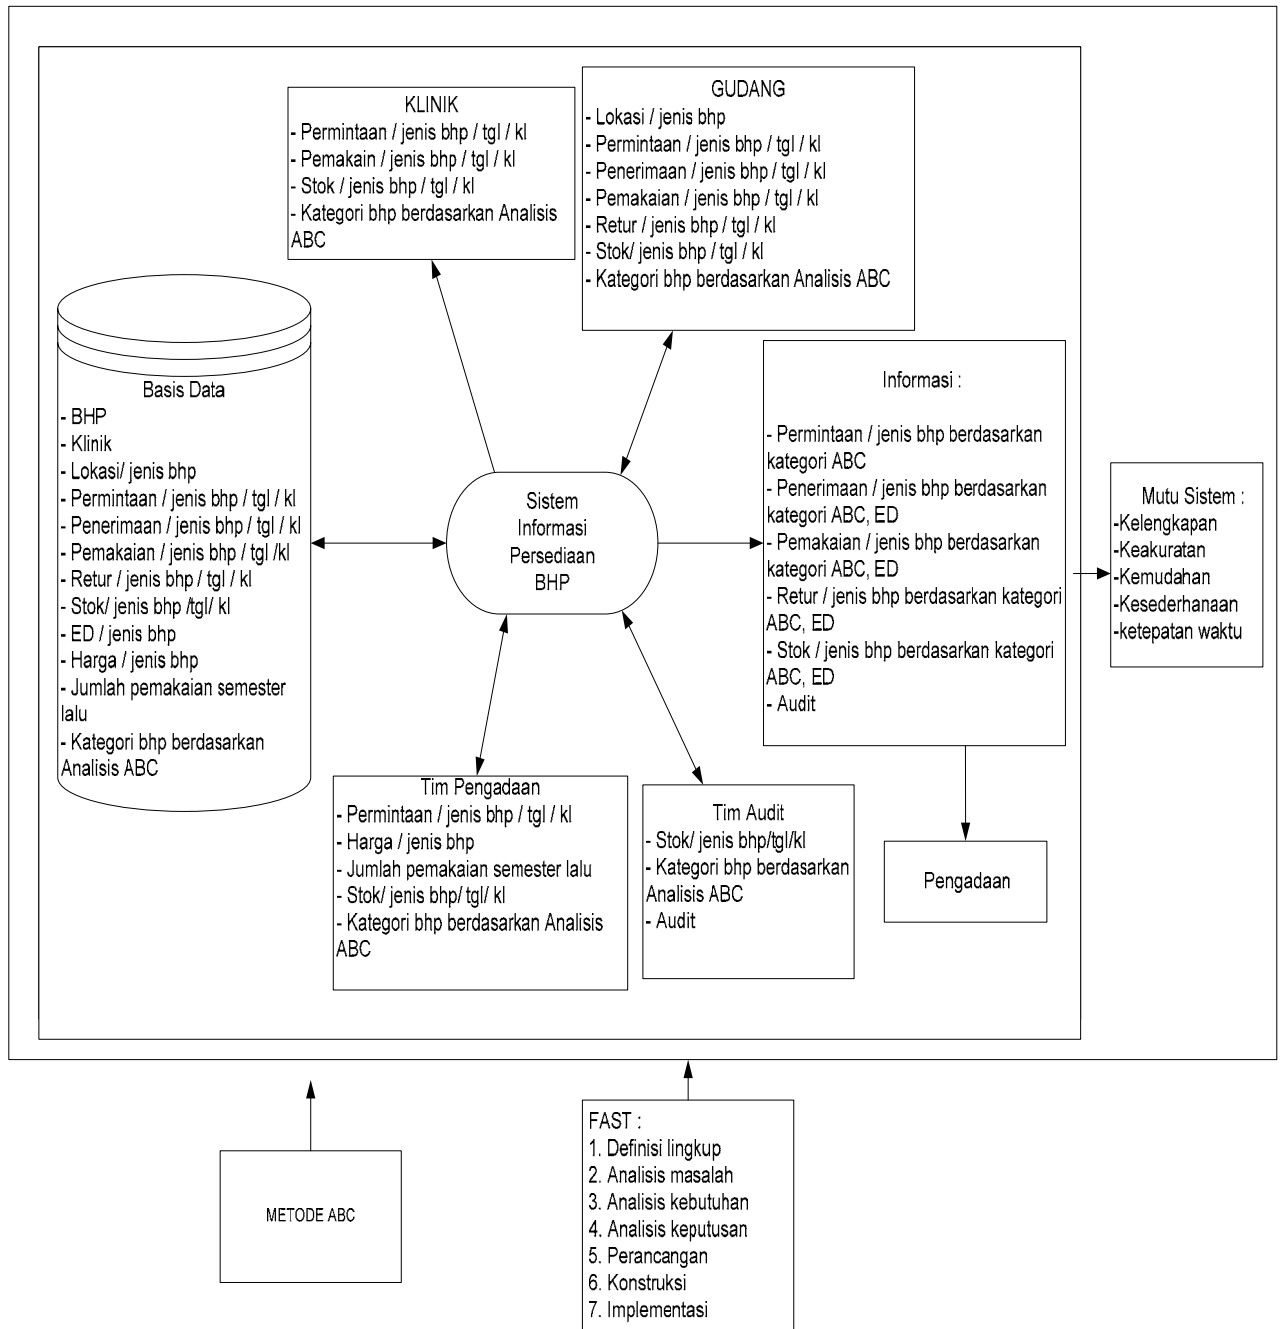 KLINIK
- Permintaan / jenis bhp / tgl / kl
- Pemakain / jenis bhp / tgl / kl
- Stok / jenis bhp / tgl / kl
- Kategori bhp berdasarkan Analisis
ABC
GUDANG
- Lokasi / jenis bhp
- Permintaan / jenis bhp / tgl / kl
- Penerimaan / jenis bhp / tgl / kl
- Pemakaian / jenis bhp / tgl / kl
- Retur / jenis bhp / tgl / kl
- Stok/ jenis bhp / tgl / kl
- Kategori bhp berdasarkan Analisis ABC
Basis Data
- BHP
- Klinik
- Lokasi/ jenis bhp
- Permintaan / jenis bhp / tgl / kl
- Penerimaan / jenis bhp / tgl / kl
- Pemakaian / jenis bhp / tgl /kl
- Retur / jenis bhp / tgl / kl
- Stok/ jenis bhp /tgl/ kl
- ED / jenis bhp
- Harga / jenis bhp
- Jumlah pemakaian semester
lalu
- Kategori bhp berdasarkan
Analisis ABC
Sistem
Informasi
Persediaan
BHP
Informasi :
- Permintaan / jenis bhp berdasarkan
kategori ABC
- Penerimaan / jenis bhp berdasarkan
kategori ABC, ED
- Pemakaian / jenis bhp berdasarkan
kategori ABC, ED
- Retur / jenis bhp berdasarkan kategori
ABC, ED
- Stok / jenis bhp berdasarkan kategori
ABC, ED
- Audit
Mutu Sistem :
-Kelengkapan
-Keakuratan
-Kemudahan
-Kesederhanaan
-ketepatan waktu
Tim Pengadaan
- Permintaan / jenis bhp / tgl / kl
- Harga / jenis bhp
- Jumlah pemakaian semester lalu
- Stok/ jenis bhp/ tgl/ kl
- Kategori bhp berdasarkan Analisis
ABC
Tim Audit
- Stok/ jenis bhp/tgl/kl
- Kategori bhp berdasarkan
Analisis ABC
- Audit
Pengadaan
METODE ABC
FAST :
1. Definisi lingkup
2. Analisis masalah
3. Analisis kebutuhan
4. Analisis keputusan
5. Perancangan
6. Konstruksi
7. Implementasi